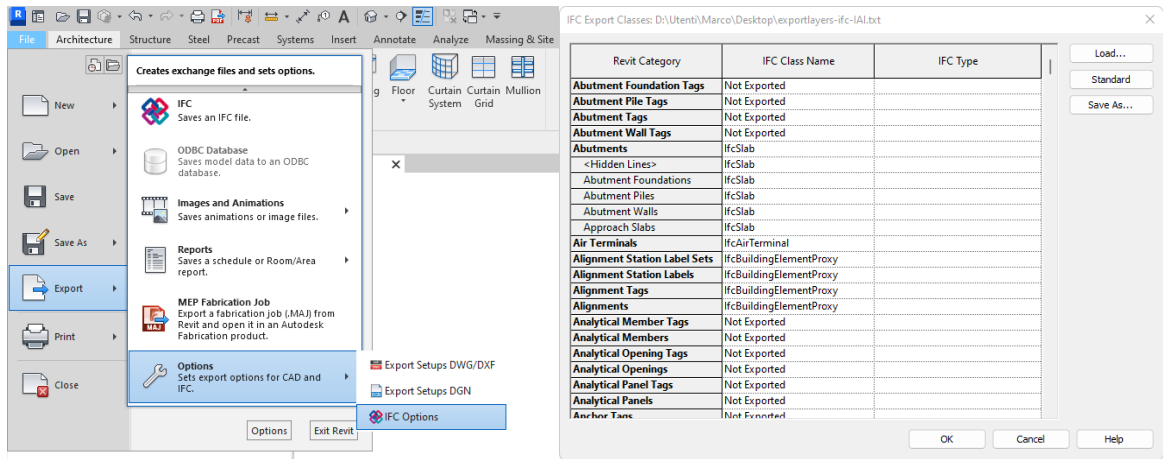 File Architecture Structure Steel Precast Systems Insert Annotate Analyze Massing & Site
Creates exchange files and sets options.
New
Open
Save
Save As
Export
Print
Close
IFC
Saves an IFC file.
ODBC Database
Saves model data to an ODBC
database.
Images and Animations
Saves animations or image files.
Reports
Saves a schedule or Room/Area
report.
MEP Fabrication Job
Export a fabrication job (.MAJ) from
Revit and open it in an Autodesk
Fabrication product.
MAJ
Options
Sets export options for CAD and
IFC.
Export Setups DWG/DXF
Export Setups DGN
IFC Options
Options Exit Revit
g Floor Curtain Curtain Mullion
System Grid
IFC Export Classes: D:\Utenti\Marco\Desktop\exportlayers-ifc-IAI.txt
Revit Category IFC Class Name IFC Type
Abutment Foundation Tags Not Exported
Abutment Pile Tags Not Exported
Abutment Tags Not Exported
Abutment Wall Tags Not Exported
Abutments IfcSlab
<Hidden Lines> IfcSlab
Abutment Foundations IfcSlab
Abutment Piles IfcSlab
Abutment Walls IfcSlab
Approach Slabs IfcSlab
Air Terminals IfcAirTerminal
Alignment Station Label Sets IfcBuildingElementProxy
Alignment Station Labels IfcBuildingElementProxy
Alignment Tags IfcBuildingElementProxy
Alignments IfcBuildingElementProxy
Analytical Member Tags Not Exported
Analytical Members Not Exported
Analytical Opening Tags Not Exported
Analytical Openings Not Exported
Analytical Panel Tags Not Exported
Analytical Panels Not Exported
Anchor Tags Not Exported
Load...
Standard
Save As...
OK Cancel Help